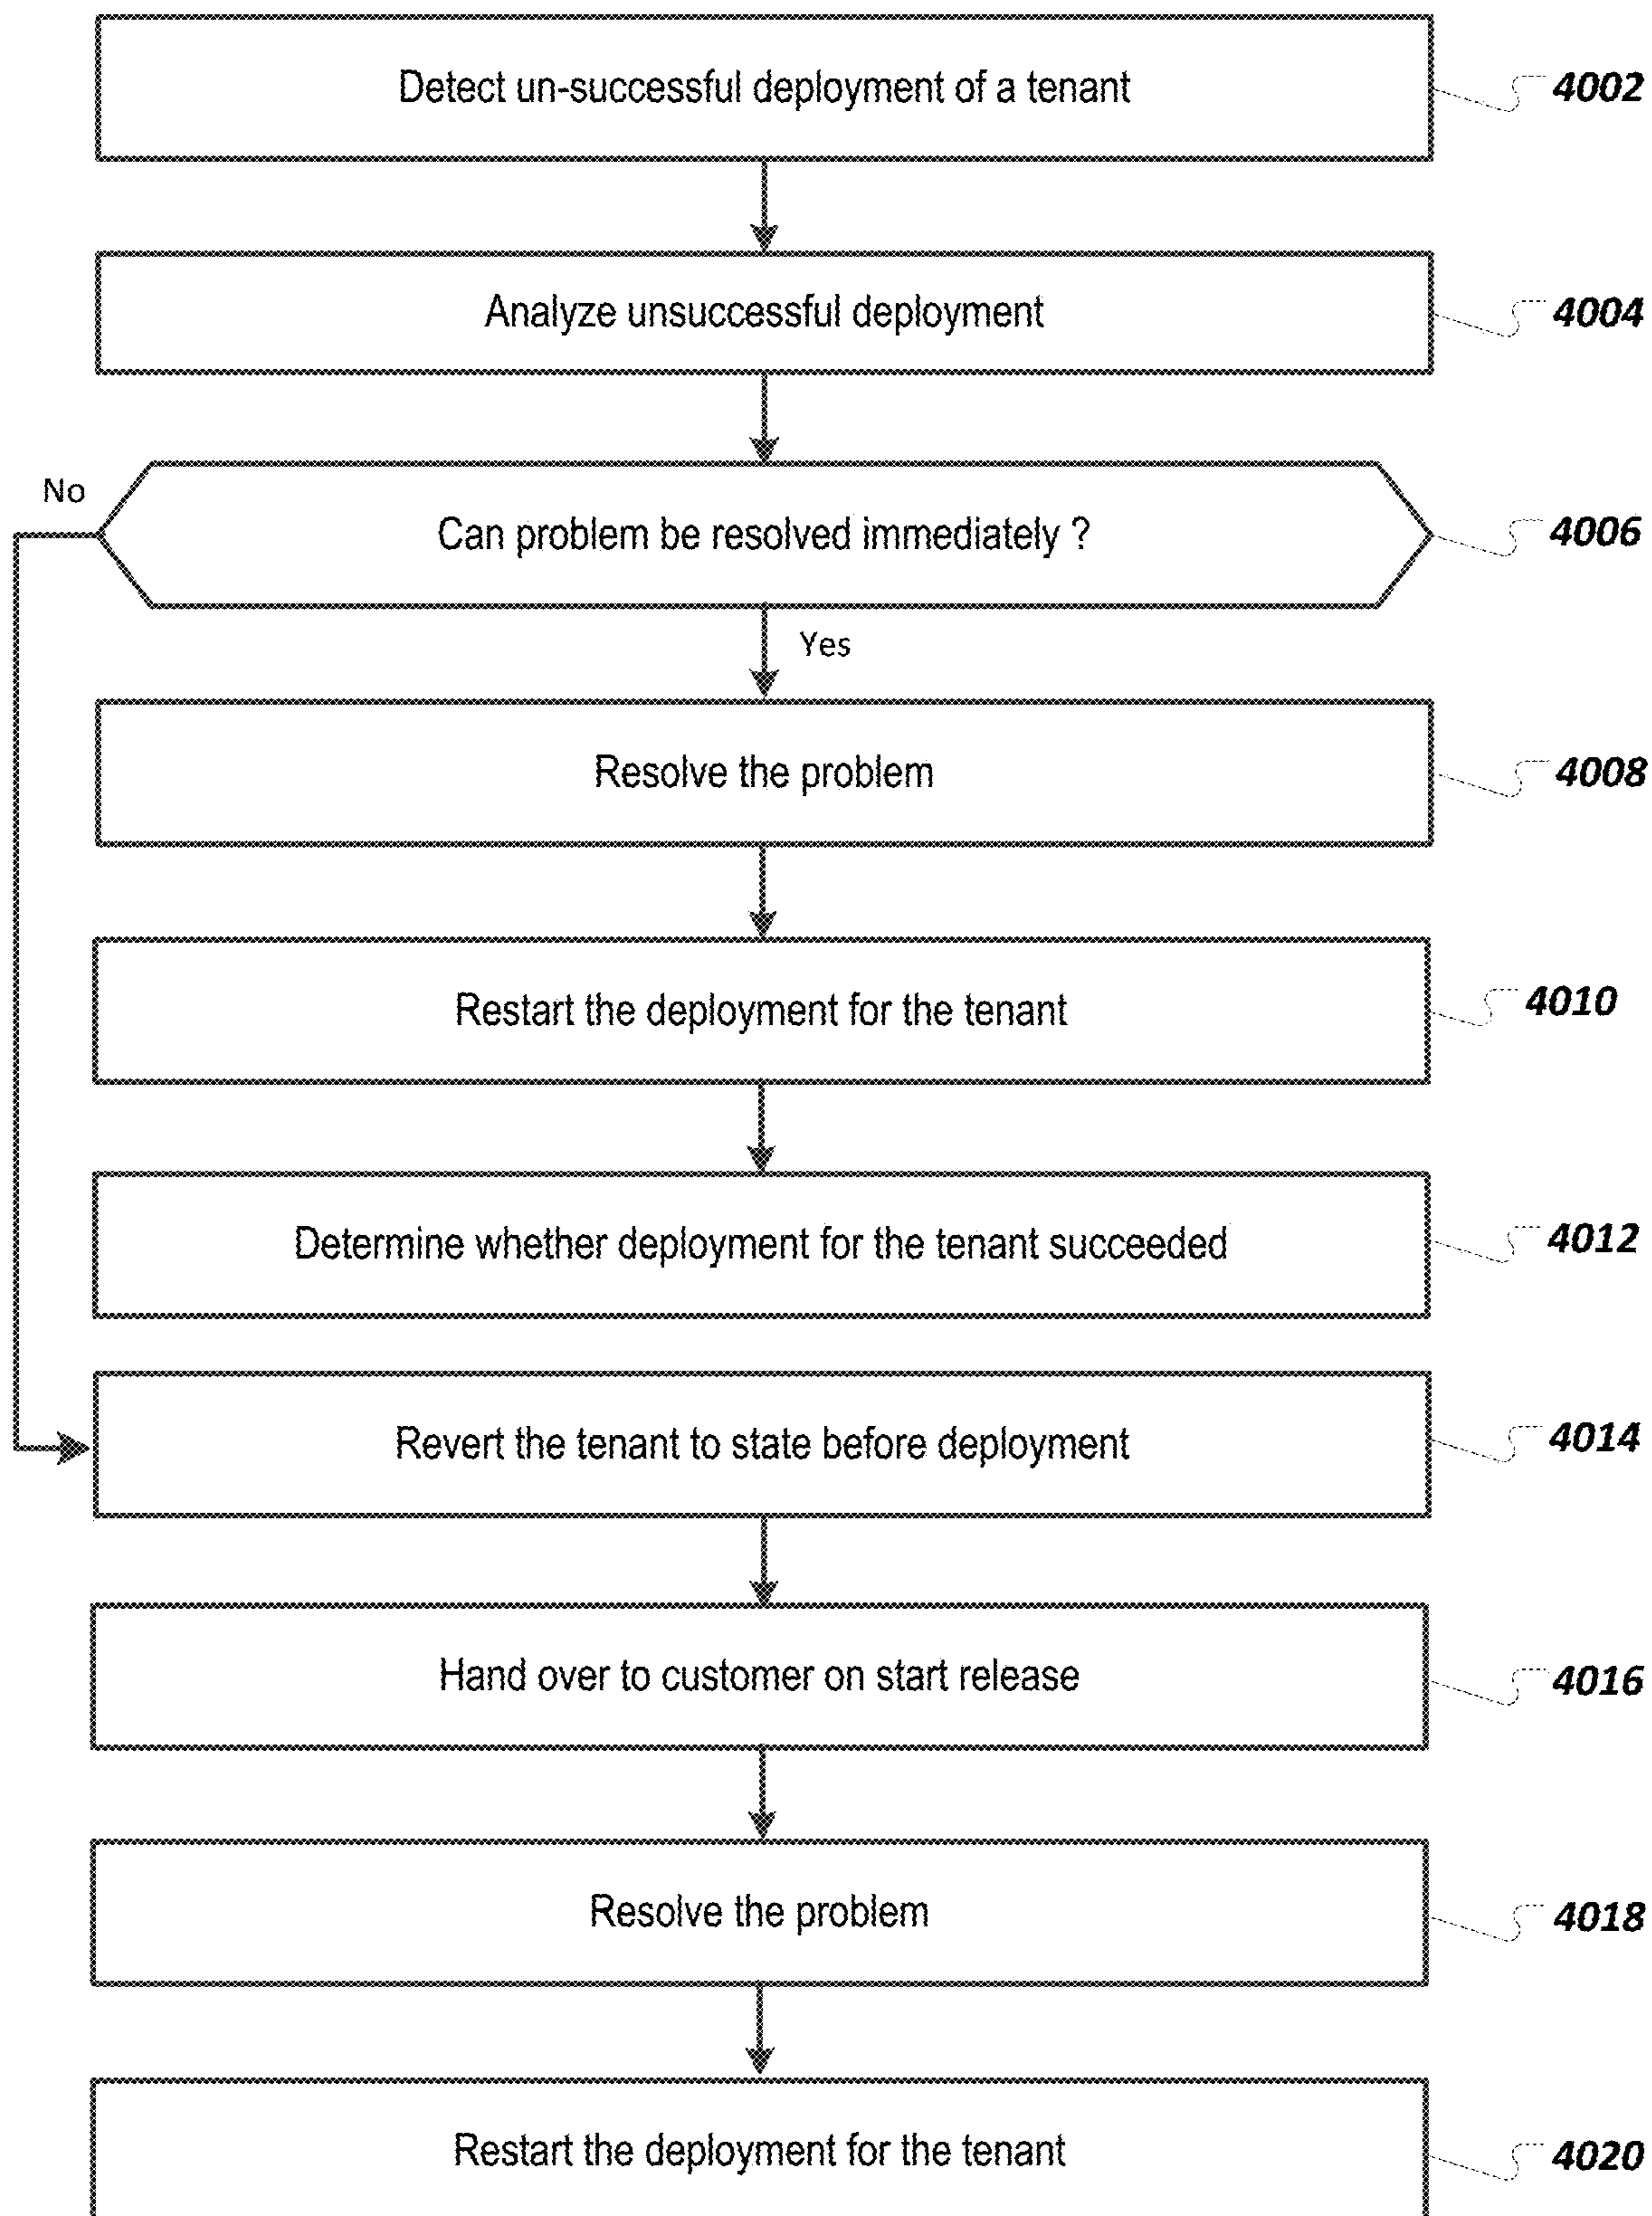 Detect un-successful deployment of a tenant
4002
Analyze unsuccessful deployment
4004
No
Can problem be resolved immediately ?
4006
Yes
Resolve the problem
4008
Restart the deployment for the tenant
4010
Determine whether deployment for the tenant succeeded
4012
Revert the tenant to state before deployment
4014
Hand over to customer on start release
4016
Resolve the problem
4018
Restart the deployment for the tenant
4020